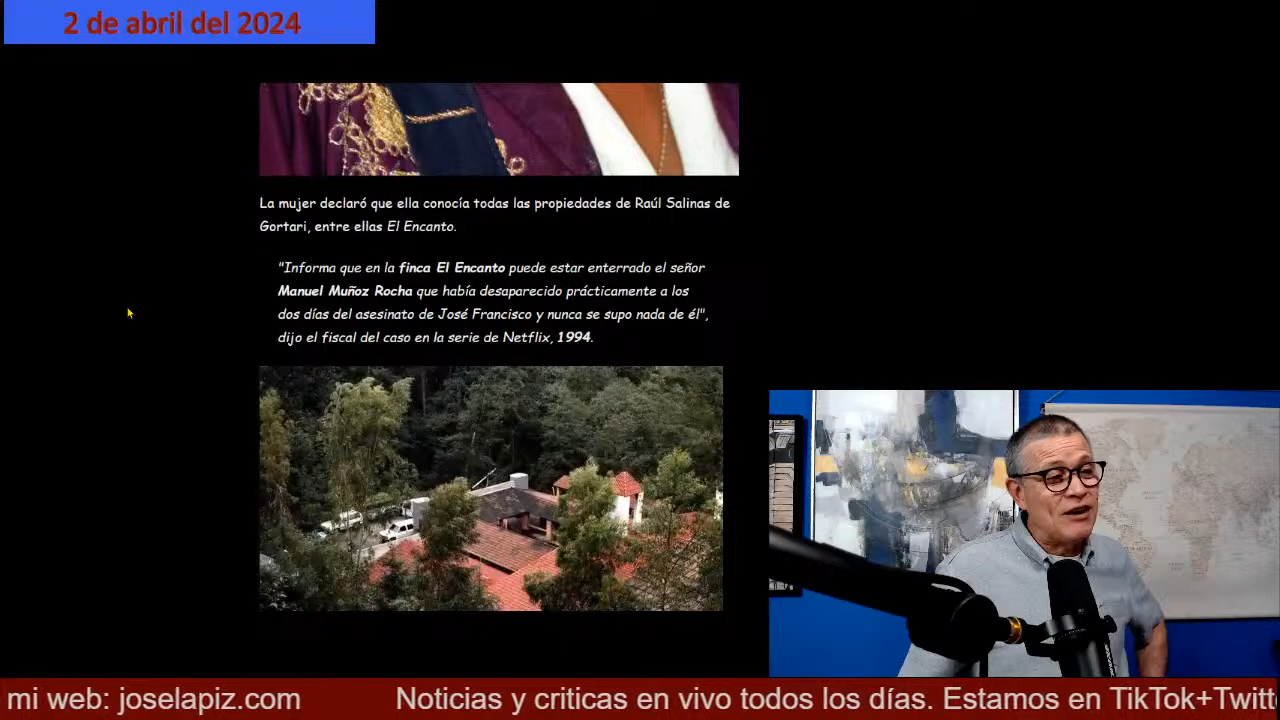 2 de abril del 2024
La mujer declaró que ella conocía todas las propiedades de Raúl Salinas de
Gortari, entre ellas El Encanto.
"Informa que en la finca El Encanto puede estar enterrado el señor
Manuel Muñoz Rocha que había desaparecido prácticamente a los
dos días del asesinato de José Francisco y nunca se supo nada de él",
dijo el fiscal del caso en la serie de Netflix, 1994.
mi web: joselapiz.com Noticias y criticas en vivo todos los días. Estamos en TikTok+Twitt